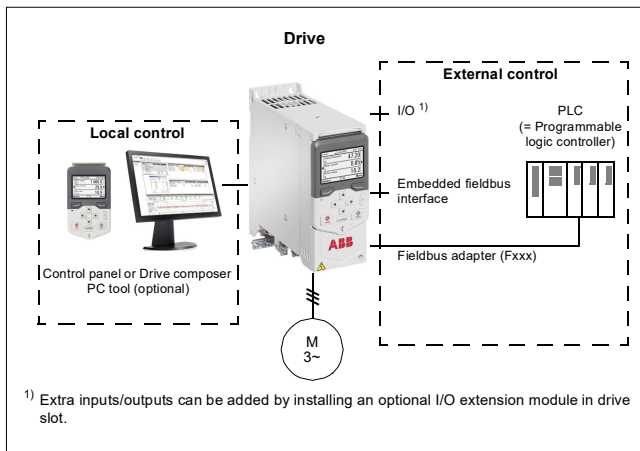 Drive
External control
I/O 1)
PLC
(= Programmable
logic controller)
Local control
Embedded fieldbus
interface
ABB
Fieldbus adapter (Fxxx)
Control panel or Drive composer
PC tool (optional)
M
3~
1) Extra inputs/outputs can be added by installing an optional I/O extension module in drive
slot.